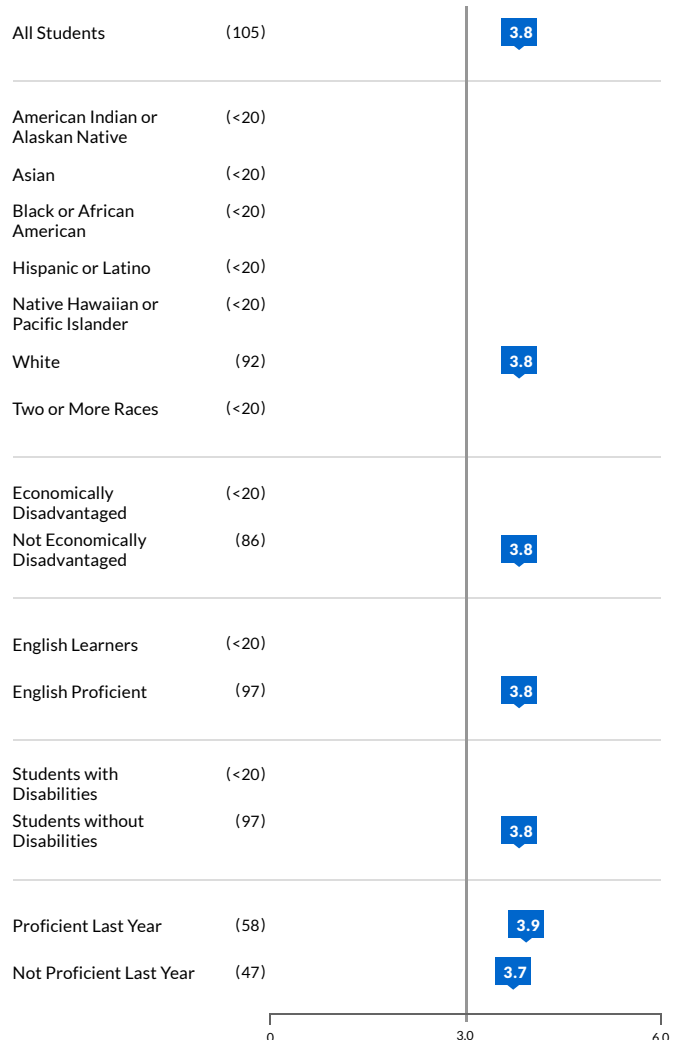 All Students (105) 3.8
American Indian or (<20)
Alaskan Native
Asian (<20)
Black or African (<20)
American
Hispanic or Latino (<20)
Native Hawaiian or (<20)
Pacific Islander
White (92) 3.8
Two or More Races (<20)
Economically (<20)
Disadvantaged
Not Economically (86) 3.8
Disadvantaged
English Learners (<20)
English Proficient (97) 3.8
Students with (<20)
Disabilities
Students without (97) 3.8
Disabilities
Proficient Last Year (58) 3.9
Not Proficient Last Year (47) 3.7
0 3.0 6.0